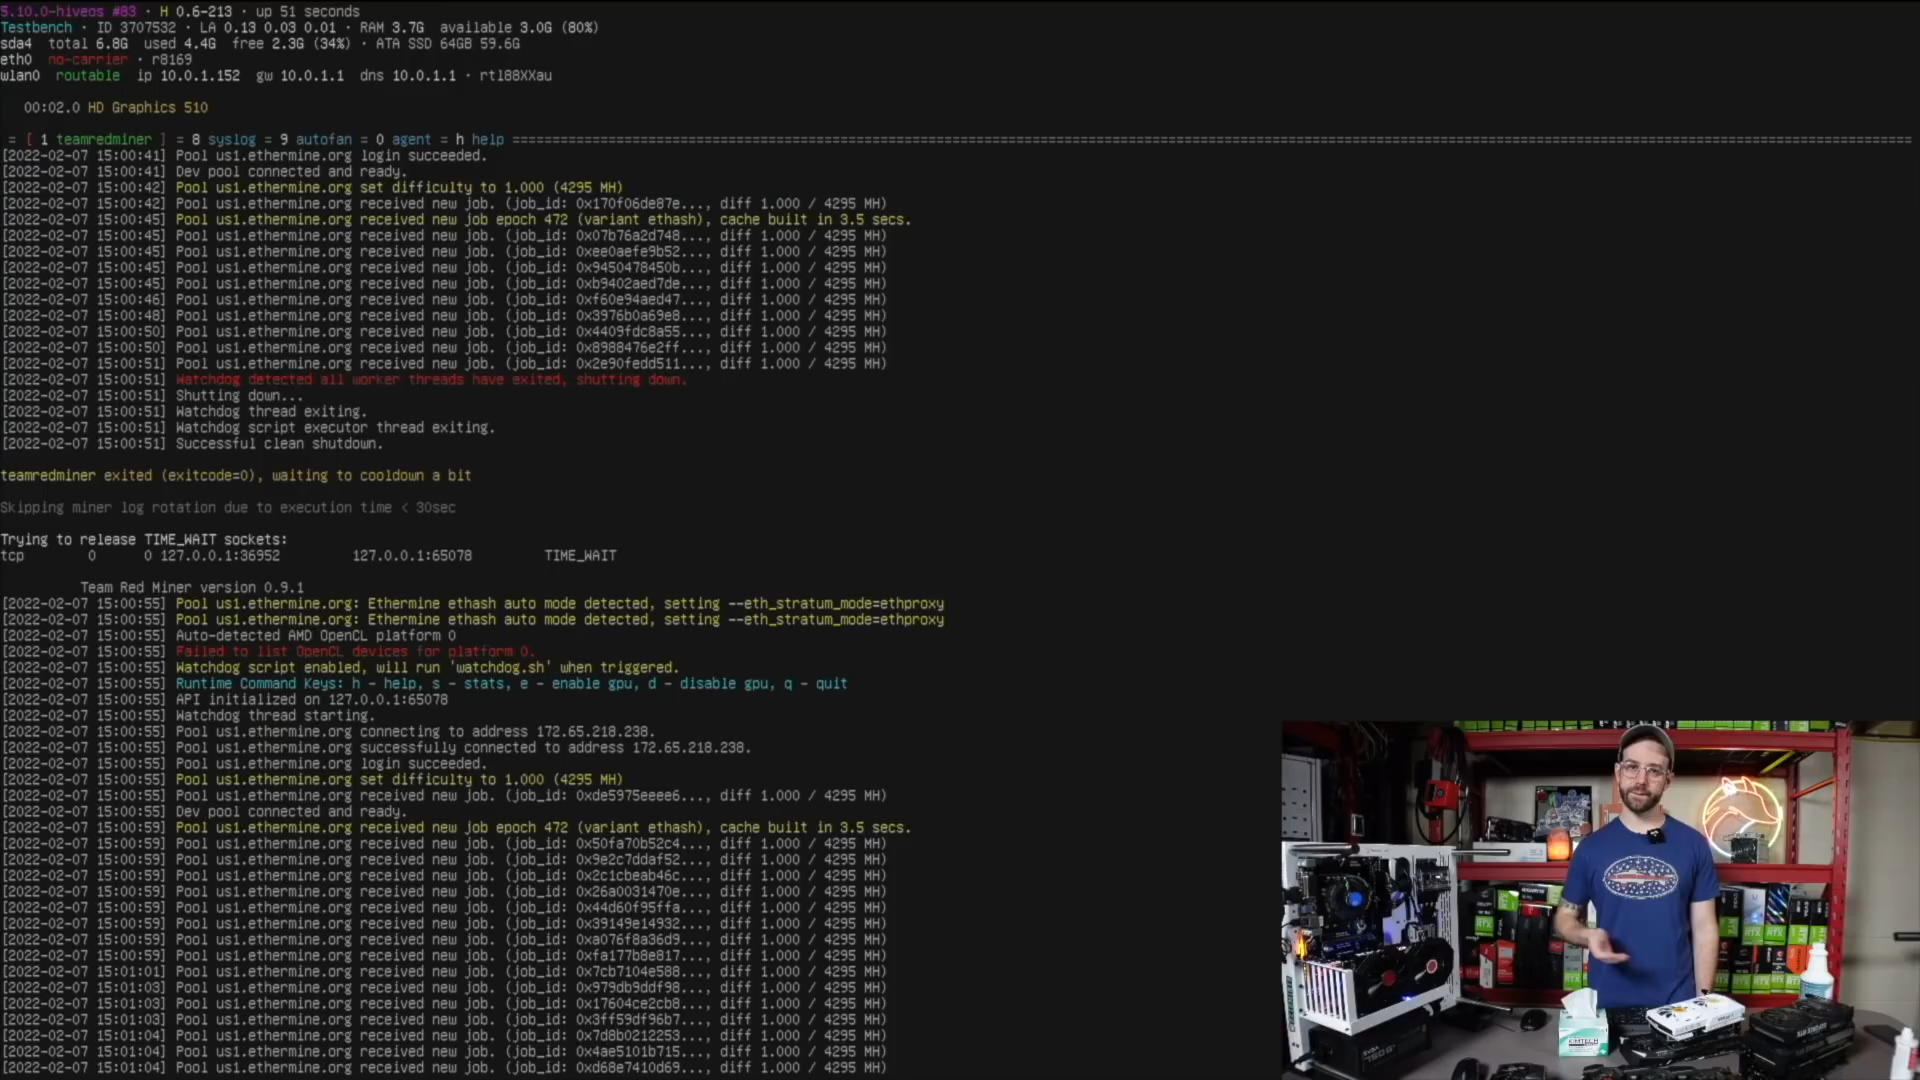 5.10.0-hiveos #83 · H 0.6-213 · up 51 seconds
Testbench · ID 3707532 · LA 0.13 0.03 0.01 · RAM 3.7G available 3.0G (80%)
sda4 total 6.8G used 4.4G free 2.3G (34%) · ATA SSD 64GB 59.6G
eth0 no-carrier · r8169
wlan0 routable ip 10.0.1.152 gw 10.0.1.1 dns 10.0.1.1 · rtl88XXau
00:02.0 HD Graphics 510
= [ 1 teamredminer ] = 8 syslog = 9 autofan = 0 agent = h help
[2022-02-07 15:00:41] Pool us1.ethermine.org login succeeded.
[2022-02-07 15:00:41] Dev pool connected and ready.
[2022-02-07 15:00:42] Pool us1.ethermine.org set difficulty to 1.000 (4295 MH)
[2022-02-07 15:00:42] Pool us1.ethermine.org received new job. (job_id: 0x170f06de87e..., diff 1.000 / 4295 MH)
[2022-02-07 15:00:45] Pool us1.ethermine.org received new job epoch 472 (variant ethash), cache built in 3.5 secs.
[2022-02-07 15:00:45] Pool us1.ethermine.org received new job. (job_id: 0x07b76a2d748..., diff 1.000 / 4295 MH)
[2022-02-07 15:00:45] Pool us1.ethermine.org received new job. (job_id: 0xee0aefe9b52..., diff 1.000 / 4295 MH)
[2022-02-07 15:00:45] Pool us1.ethermine.org received new job. (job_id: 0x9450478450b..., diff 1.000 / 4295 MH)
[2022-02-07 15:00:45] Pool us1.ethermine.org received new job. (job_id: 0xb9402aed7de..., diff 1.000 / 4295 MH)
[2022-02-07 15:00:46] Pool us1.ethermine.org received new job. (job_id: 0xf60e94aed47..., diff 1.000 / 4295 MH)
[2022-02-07 15:00:48] Pool us1.ethermine.org received new job. (job_id: 0x3976b0a69e8..., diff 1.000 / 4295 MH)
[2022-02-07 15:00:50] Pool us1.ethermine.org received new job. (job_id: 0x4409fdc8a55..., diff 1.000 / 4295 MH)
[2022-02-07 15:00:50] Pool us1.ethermine.org received new job. (job_id: 0x8988476e2ff..., diff 1.000 / 4295 MH)
[2022-02-07 15:00:51] Pool us1.ethermine.org received new job. (job_id: 0x2e90fedd511..., diff 1.000 / 4295 MH)
[2022-02-07 15:00:51] Watchdog detected all worker threads have exited, shutting down.
[2022-02-07 15:00:51] Shutting down...
[2022-02-07 15:00:51] Watchdog thread exiting.
[2022-02-07 15:00:51] Watchdog script executor thread exiting.
[2022-02-07 15:00:51] Successful clean shutdown.
teamredminer exited (exitcode=0), waiting to cooldown a bit
Skipping miner log rotation due to execution time < 30sec
Trying to release TIME_WAIT sockets:
tcp 0 0 127.0.0.1:36952 127.0.0.1:65078 TIME_WAIT
Team Red Miner version 0.9.1
[2022-02-07 15:00:55] Pool us1.ethermine.org: Ethermine ethash auto mode detected, setting --eth_stratum_mode=ethproxy
[2022-02-07 15:00:55] Pool us1.ethermine.org: Ethermine ethash auto mode detected, setting --eth_stratum_mode=ethproxy
[2022-02-07 15:00:55] Auto-detected AMD OpenCL platform 0
[2022-02-07 15:00:55] Failed to list OpenCL devices for platform 0.
[2022-02-07 15:00:55] Watchdog script enabled, will run 'watchdog.sh' when triggered.
[2022-02-07 15:00:55] Runtime Command Keys: h - help, s - stats, e - enable gpu, d - disable gpu, q - quit
[2022-02-07 15:00:55] API initialized on 127.0.0.1:65078
[2022-02-07 15:00:55] Watchdog thread starting.
[2022-02-07 15:00:55] Pool us1.ethermine.org connecting to address 172.65.218.238.
[2022-02-07 15:00:55] Pool us1.ethermine.org successfully connected to address 172.65.218.238.
[2022-02-07 15:00:55] Pool us1.ethermine.org login succeeded.
[2022-02-07 15:00:55] Pool us1.ethermine.org set difficulty to 1.000 (4295 MH)
[2022-02-07 15:00:55] Pool us1.ethermine.org received new job. (job_id: 0xde5975eeee6..., diff 1.000 / 4295 MH)
[2022-02-07 15:00:55] Dev pool connected and ready.
[2022-02-07 15:00:59] Pool us1.ethermine.org received new job epoch 472 (variant ethash), cache built in 3.5 secs.
[2022-02-07 15:00:59] Pool us1.ethermine.org received new job. (job_id: 0x50fa70b52c4..., diff 1.000 / 4295 MH)
[2022-02-07 15:00:59] Pool us1.ethermine.org received new job. (job_id: 0x9e2c7ddaf52..., diff 1.000 / 4295 MH)
[2022-02-07 15:00:59] Pool us1.ethermine.org received new job. (job_id: 0x2c1cbeab46c..., diff 1.000 / 4295 MH)
[2022-02-07 15:00:59] Pool us1.ethermine.org received new job. (job_id: 0x26a0031470e..., diff 1.000 / 4295 MH)
[2022-02-07 15:00:59] Pool us1.ethermine.org received new job. (job_id: 0x44d60f95ffa..., diff 1.000 / 4295 MH)
[2022-02-07 15:00:59] Pool us1.ethermine.org received new job. (job_id: 0x39149e14932..., diff 1.000 / 4295 MH)
[2022-02-07 15:00:59] Pool us1.ethermine.org received new job. (job_id: 0xa076f8a36d9..., diff 1.000 / 4295 MH)
[2022-02-07 15:00:59] Pool us1.ethermine.org received new job. (job_id: 0xfa177b8e817..., diff 1.000 / 4295 MH)
[2022-02-07 15:01:01] Pool us1.ethermine.org received new job. (job_id: 0x7cb7104e588..., diff 1.000 / 4295 MH)
[2022-02-07 15:01:03] Pool us1.ethermine.org received new job. (job_id: 0x979db9ddf98..., diff 1.000 / 4295 MH)
[2022-02-07 15:01:03] Pool us1.ethermine.org received new job. (job_id: 0x17604ce2cb8..., diff 1.000 / 4295 MH)
[2022-02-07 15:01:03] Pool us1.ethermine.org received new job. (job_id: 0x3ff59df96b7..., diff 1.000 / 4295 MH)
[2022-02-07 15:01:04] Pool us1.ethermine.org received new job. (job_id: 0x7d8b0212253..., diff 1.000 / 4295 MH)
[2022-02-07 15:01:04] Pool us1.ethermine.org received new job. (job_id: 0x4ae5101b715..., diff 1.000 / 4295 MH)
[2022-02-07 15:01:04] Pool us1.ethermine.org received new job. (job_id: 0xd68e7410d69..., diff 1.000 / 4295 MH)
KIMTECH